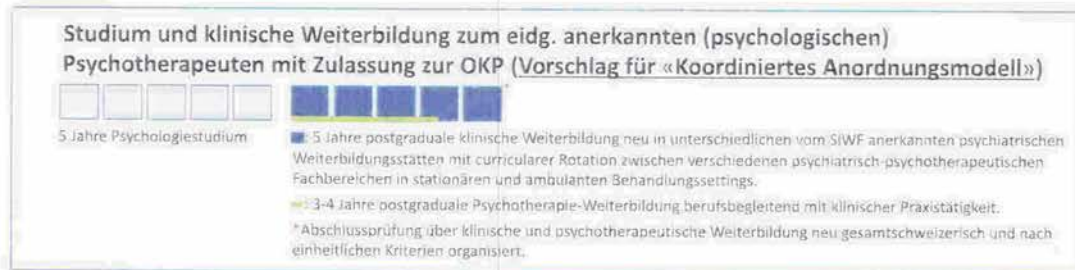 Studium und klinische Weiterbildung zum eidg. anerkannten (psychologischen)
Psychotherapeuten mit Zulassung zur OKP (Vorschlag für «Koordiniertes Anordnungsmodell»)
*
5 Jahre Psychologiestudium
: 5 Jahre postgraduale klinische Weiterbildung neu in unterschiedlichen vom SIWF anerkannten psychiatrischen
Weiterbildungsstätten mit curricularer Rotation zwischen verschiedenen psychiatrisch-psychotherapeutischen
Fachbereichen in stationären und ambulanten Behandlungssettings.
: 3-4 Jahre postgraduale Psychotherapie-Weiterbildung berufsbegleitend mit klinischer Praxistätigkeit.
*Abschlussprüfung über klinische und psychotherapeutische Weiterbildung neu gesamtschweizerisch und nach
einheitlichen Kriterien organisiert.